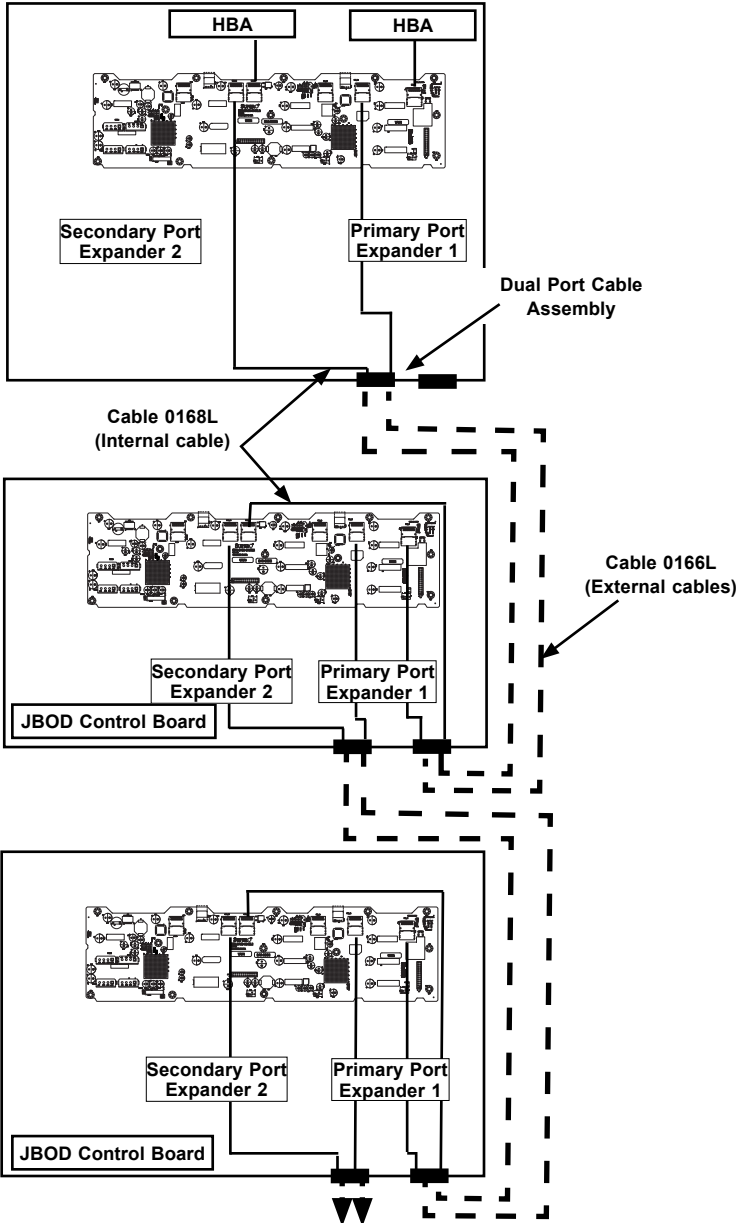 HBA
HBA
Secondary Port
Expander 2
Primary Port
Expander 1
Dual Port Cable
Assembly
Cable 0168L
(Internal cable)
Cable 0166L
(External cables)
Secondary Port
Expander 2
Primary Port
Expander 1
JBOD Control Board
Secondary Port
Expander 2
Primary Port
Expander 1
JBOD Control Board